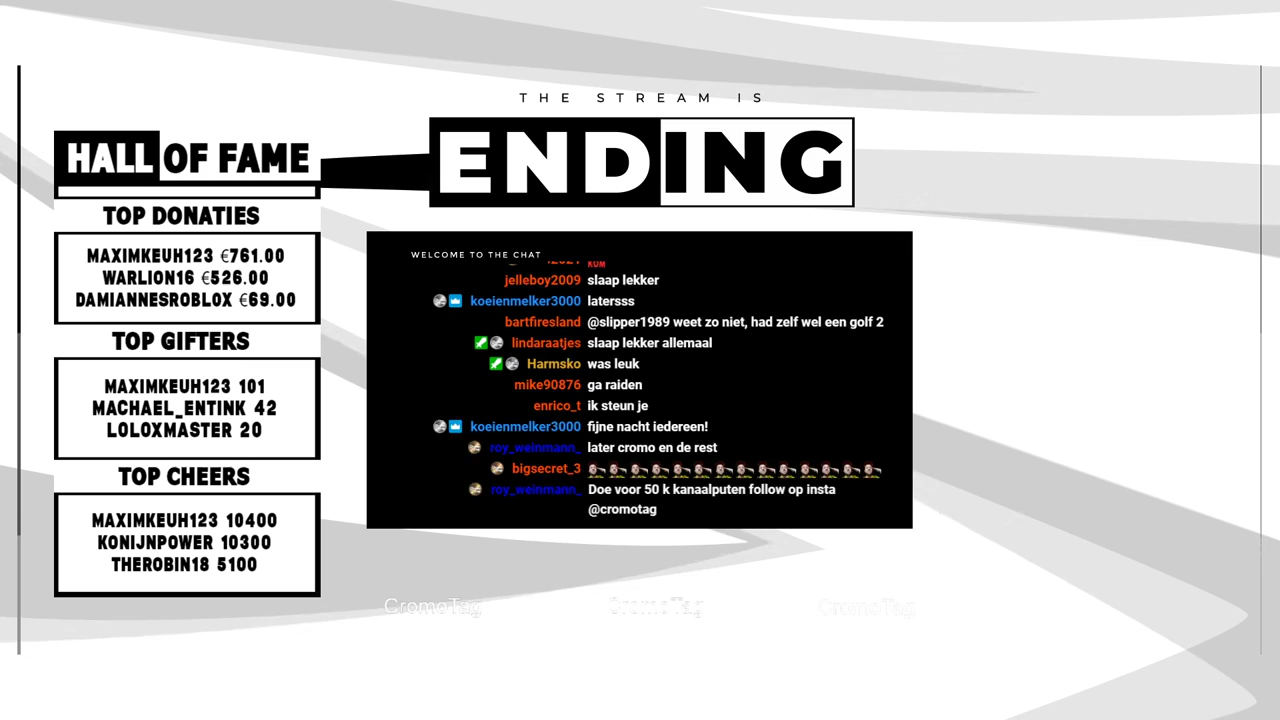 THE STREAM IS
ENDING
HALL OF FAME
TOP DONATIES
MAXIMKEUH123 €761.00
WARLION16 €526.00
DAMIANNESROBLOX €69.00
TOP GIFTERS
MAXIMKEUH123 101
MACHAEL_ENTINK 42
LOLOXMASTER 20
TOP CHEERS
MAXIMKEUH123 10400
KONIJNPOWER 10300
THEROBIN18 5100
WELCOME TO THE CHAT
jelleboy2009 slaap lekker
koeienmelker3000 latersss
bartfiresland @slipper1989 weet zo niet, had zelf wel een golf 2
lindaraatjes slaap lekker allemaal
Harmsko was leuk
mike90876 ga raiden
enrico_t ik steun je
koeienmelker3000 fijne nacht iedereen!
roy_weinmann_ later cromo en de rest
bigsecret_3
roy_weinmann_ Doe voor 50 k kanaalputen follow op insta
@cromotag
CromoTag CromoTag CromoTag